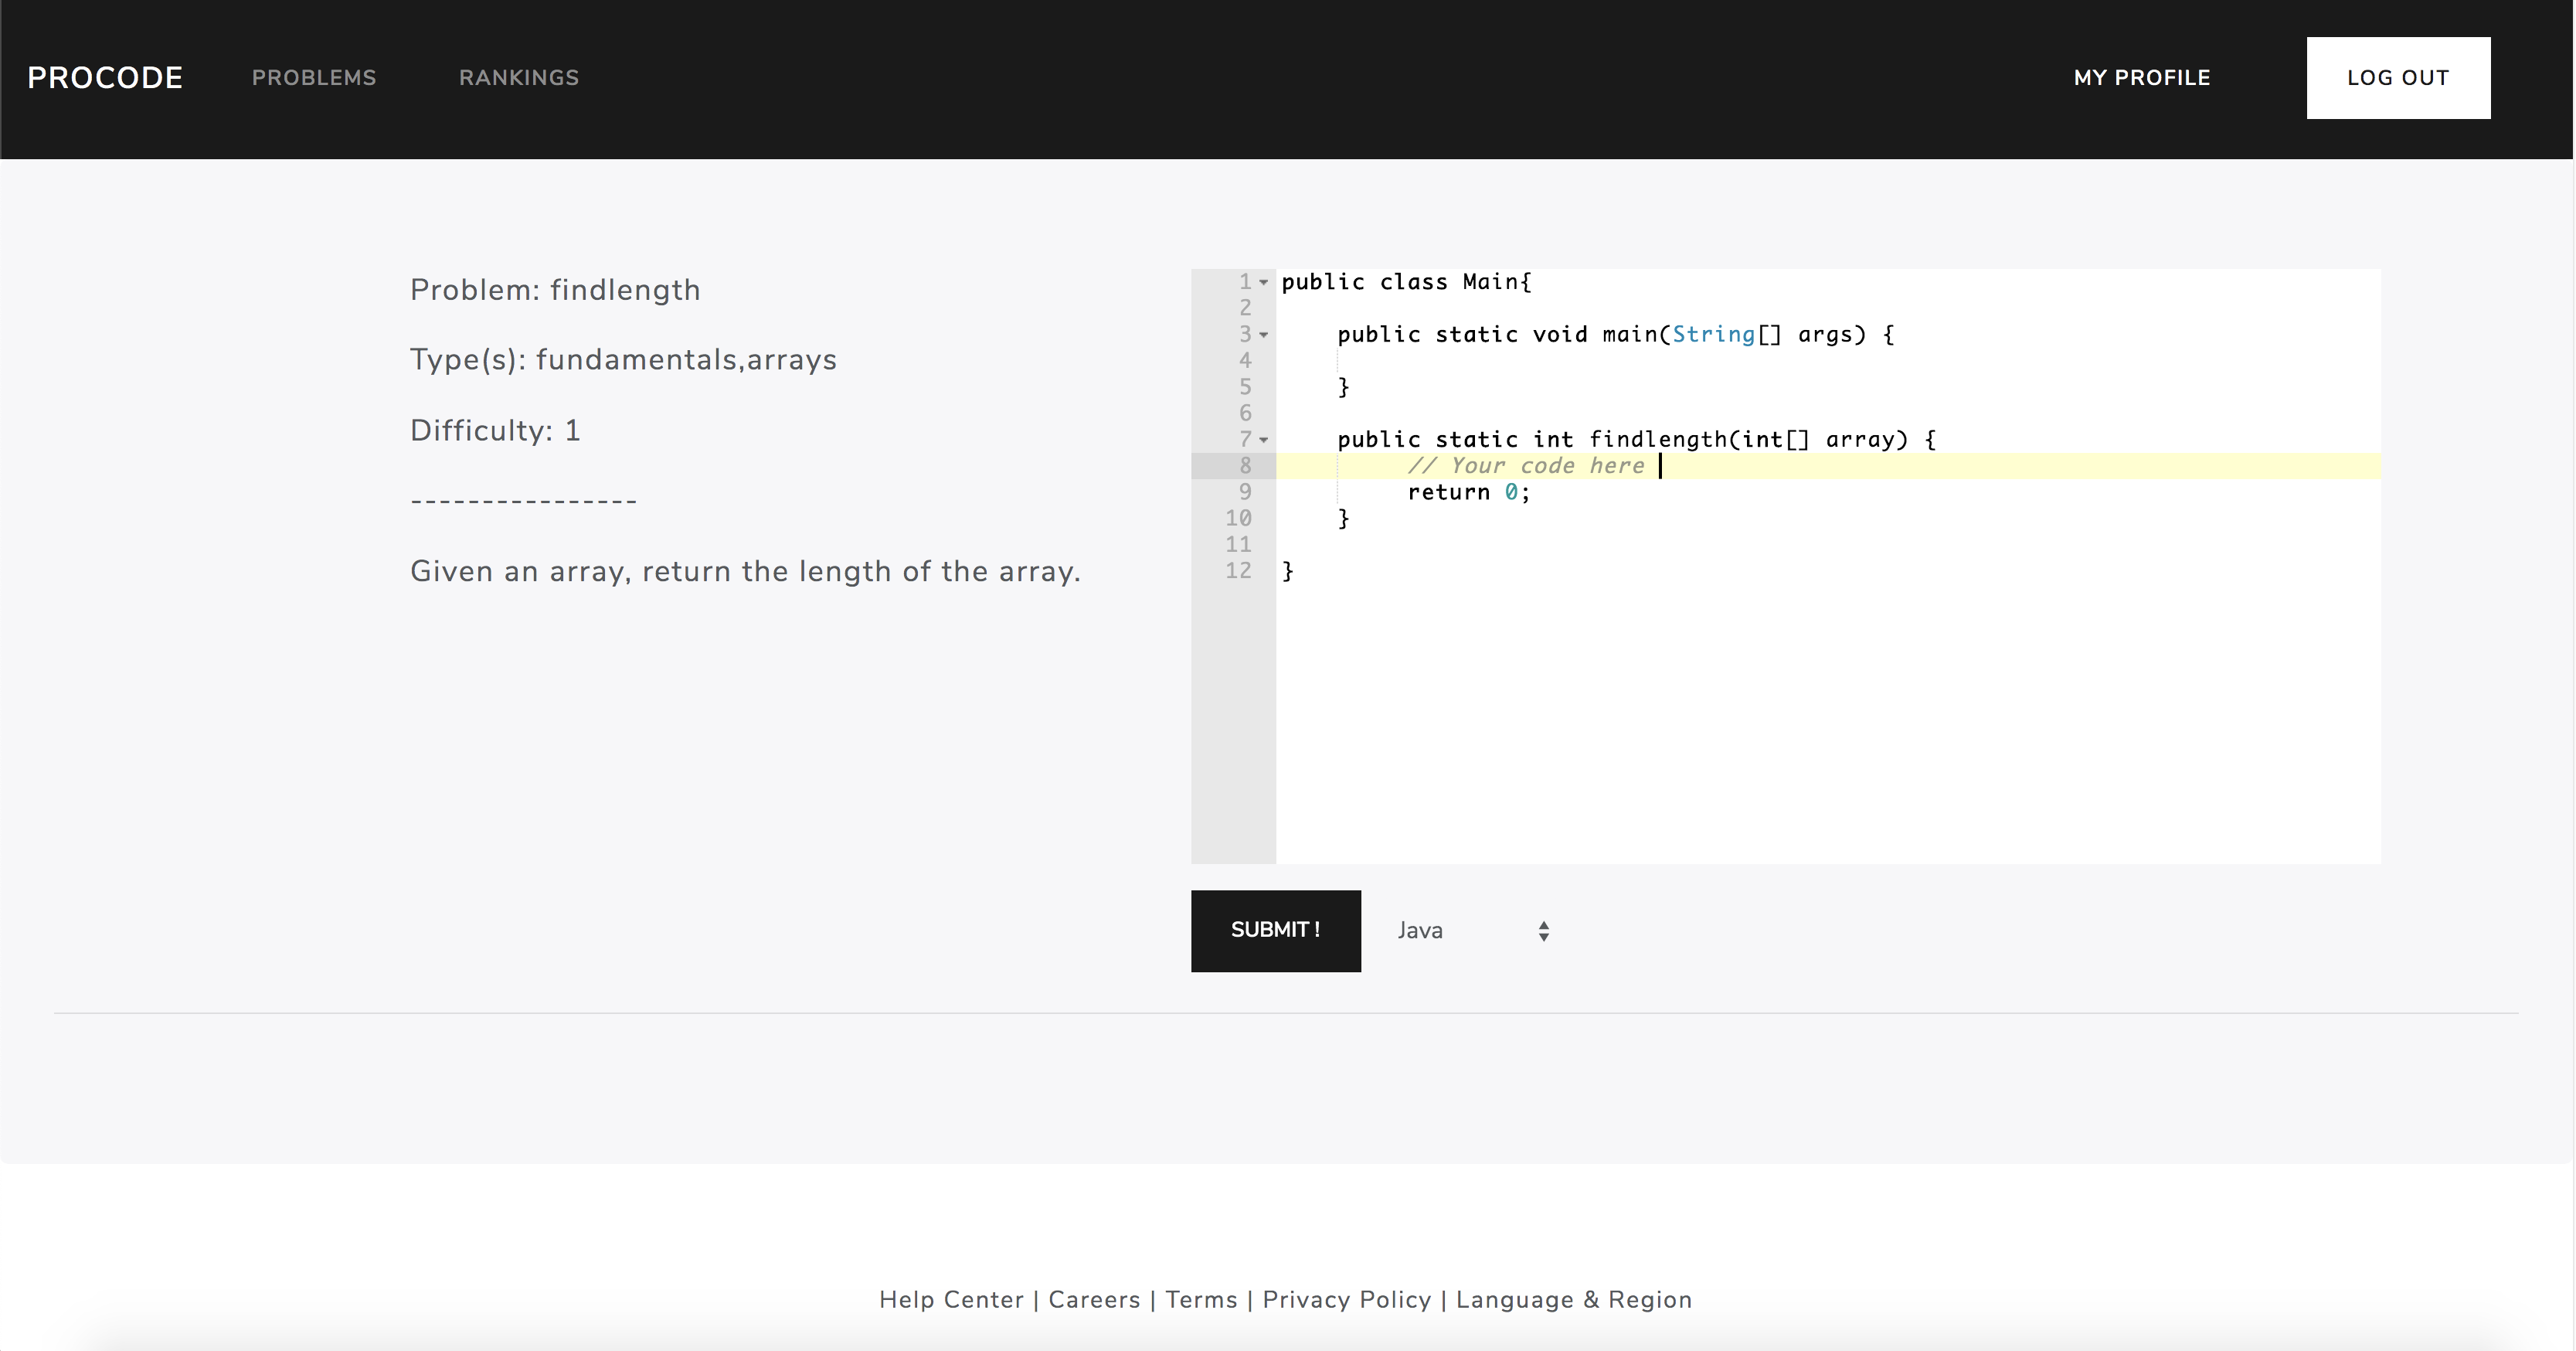 PROCODE PROBLEMS RANKINGS MY PROFILE LOG OUT
Problem: findlength
Type(s): fundamentals,arrays
Difficulty: 1
----------------
Given an array, return the length of the array.
1 public class Main{
2
3 public static void main(String[] args) {
4
5 }
6
7 public static int findlength(int[] array) {
8 // Your code here
9 return 0;
10 }
11
12 }
SUBMIT! Java
Help Center | Careers | Terms | Privacy Policy | Language & Region